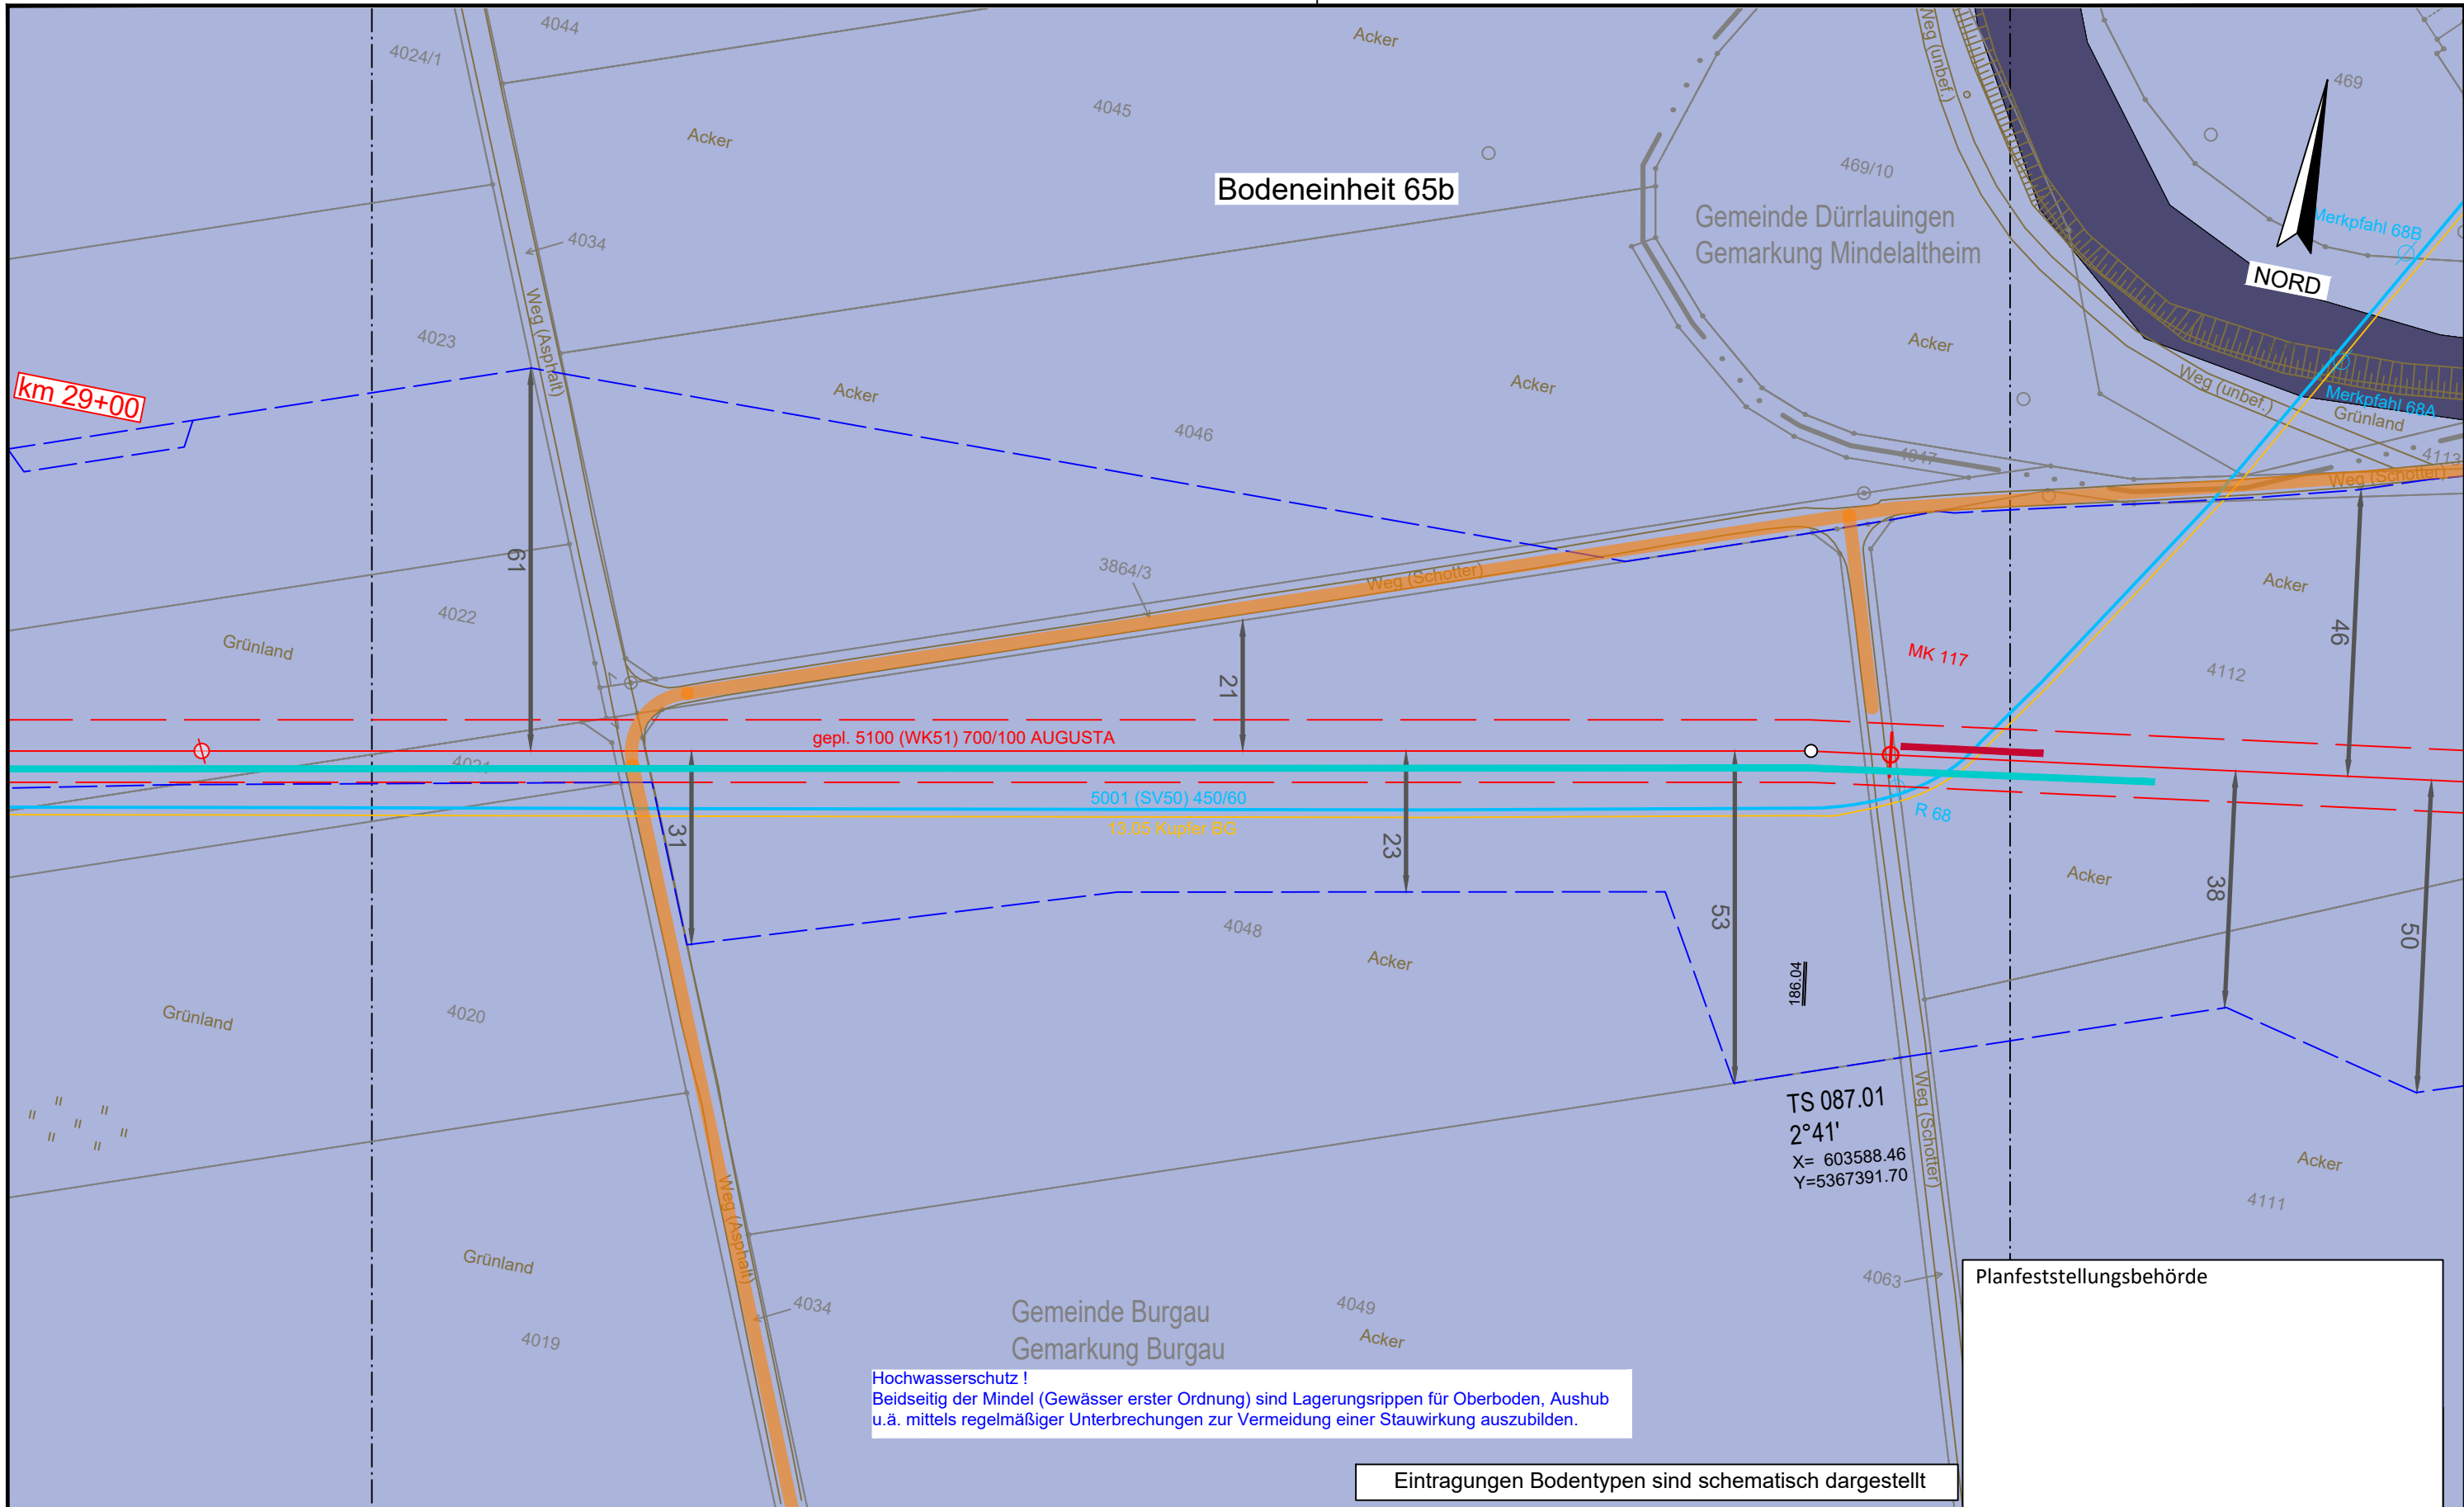 4044
4024/1
Acker
4045
Acker
Weg (unbef.)
469
469/10
Bodeneinheit 65b
Gemeinde Dürrlauingen
Gemarkung Mindelaltheim
Merkpfahl 68B
NORD
4034
Weg (Asphalt)
4023
Acker
km 29+00
Acker
Acker
Weg (unbef.)
Merkpfahl 68A
Grünland
4046
4047
4113
Weg (Schotter)
61
3864/3
Weg (Schotter)
Acker
4022
Grünland
46
MK 117
4112
21
gepl. 5100 (WK51) 700/100 AUGUSTA
4021
5001 (SV50) 450/60
13.05 Kupfer BG
R 68
31
23
53
38
50
Acker
4048
Acker
186.04
4020
Grünland
TS 087.01
2°41'
X= 603588.46
Y=5367391.70
Weg (Schotter)
Acker
4111
Weg (Asphalt)
Grünland
4063
Planfeststellungsbehörde
4034
4019
Gemeinde Burgau
Gemarkung Burgau
4049
Acker
Hochwasserschutz !
Beidseitig der Mindel (Gewässer erster Ordnung) sind Lagerungsrippen für Oberboden, Aushub
u.ä. mittels regelmäßiger Unterbrechungen zur Vermeidung einer Stauwirkung auszubilden.
Eintragungen Bodentypen sind schematisch dargestellt